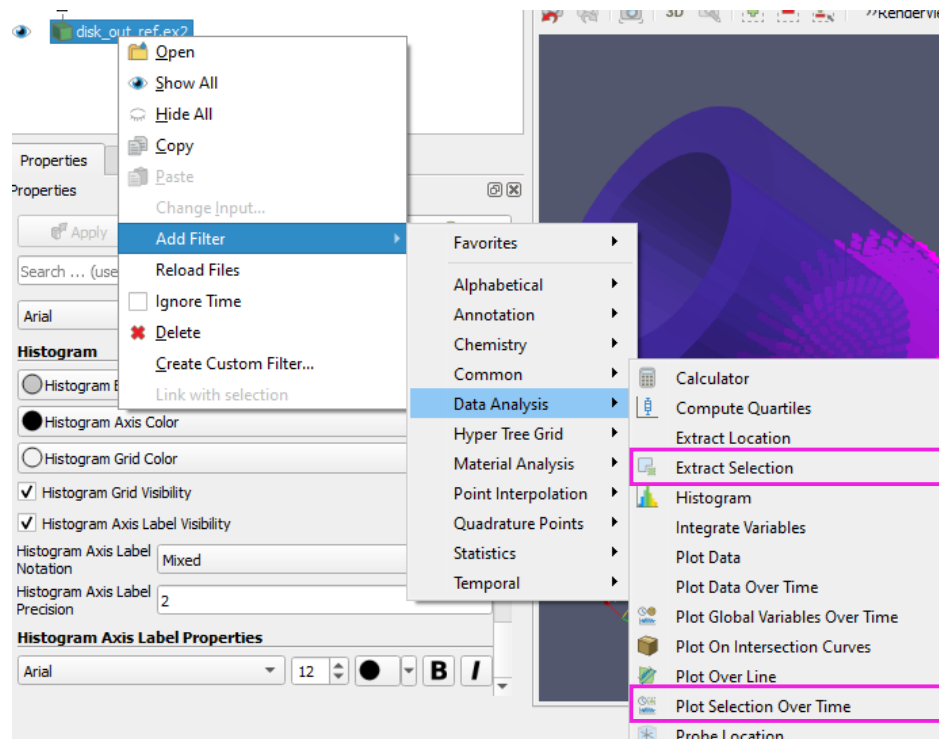 disk_out_ref.ex2
3D
Open
Show All
Hide All
Copy
Paste
Change Input...
Add Filter
Reload Files
Ignore Time
Delete
Create Custom Filter...
Link with selection
Properties
Properties
Apply
Search ... (use
Arial
Histogram
Histogram Axis Color
Histogram Grid Color
Histogram Grid Visibility
Histogram Axis Label Visibility
Histogram Axis Label
Notation
Mixed
Histogram Axis Label
Precision
2
Histogram Axis Label Properties
Arial
12
B
I
Favorites
Alphabetical
Annotation
Chemistry
Common
Data Analysis
Hyper Tree Grid
Material Analysis
Point Interpolation
Quadrature Points
Statistics
Temporal
Calculator
Compute Quartiles
Extract Location
Extract Selection
Histogram
Integrate Variables
Plot Data
Plot Data Over Time
Plot Global Variables Over Time
Plot On Intersection Curves
Plot Over Line
Plot Selection Over Time
Probe Location